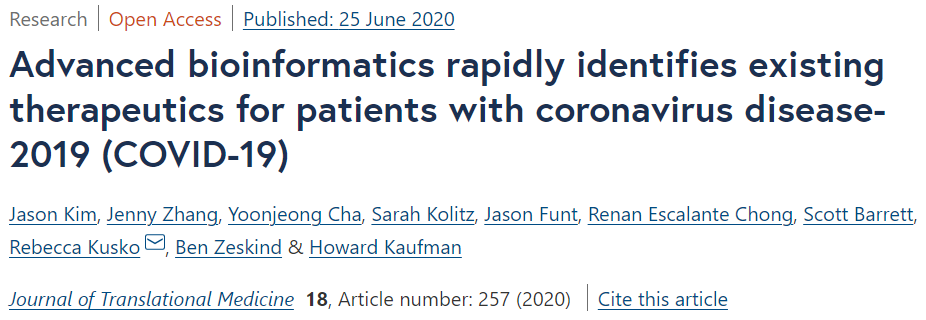 Research | Open Access | Published: 25 June 2020
Advanced bioinformatics rapidly identifies existing
therapeutics for patients with coronavirus disease-
2019 (COVID-19)
Jason Kim, Jenny Zhang, Yoonjeong Cha, Sarah Kolitz, Jason Funt, Renan Escalante Chong, Scott Barrett,
Rebecca Kusko, Ben Zeskind & Howard Kaufman
Journal of Translational Medicine 18, Article number: 257 (2020) | Cite this article